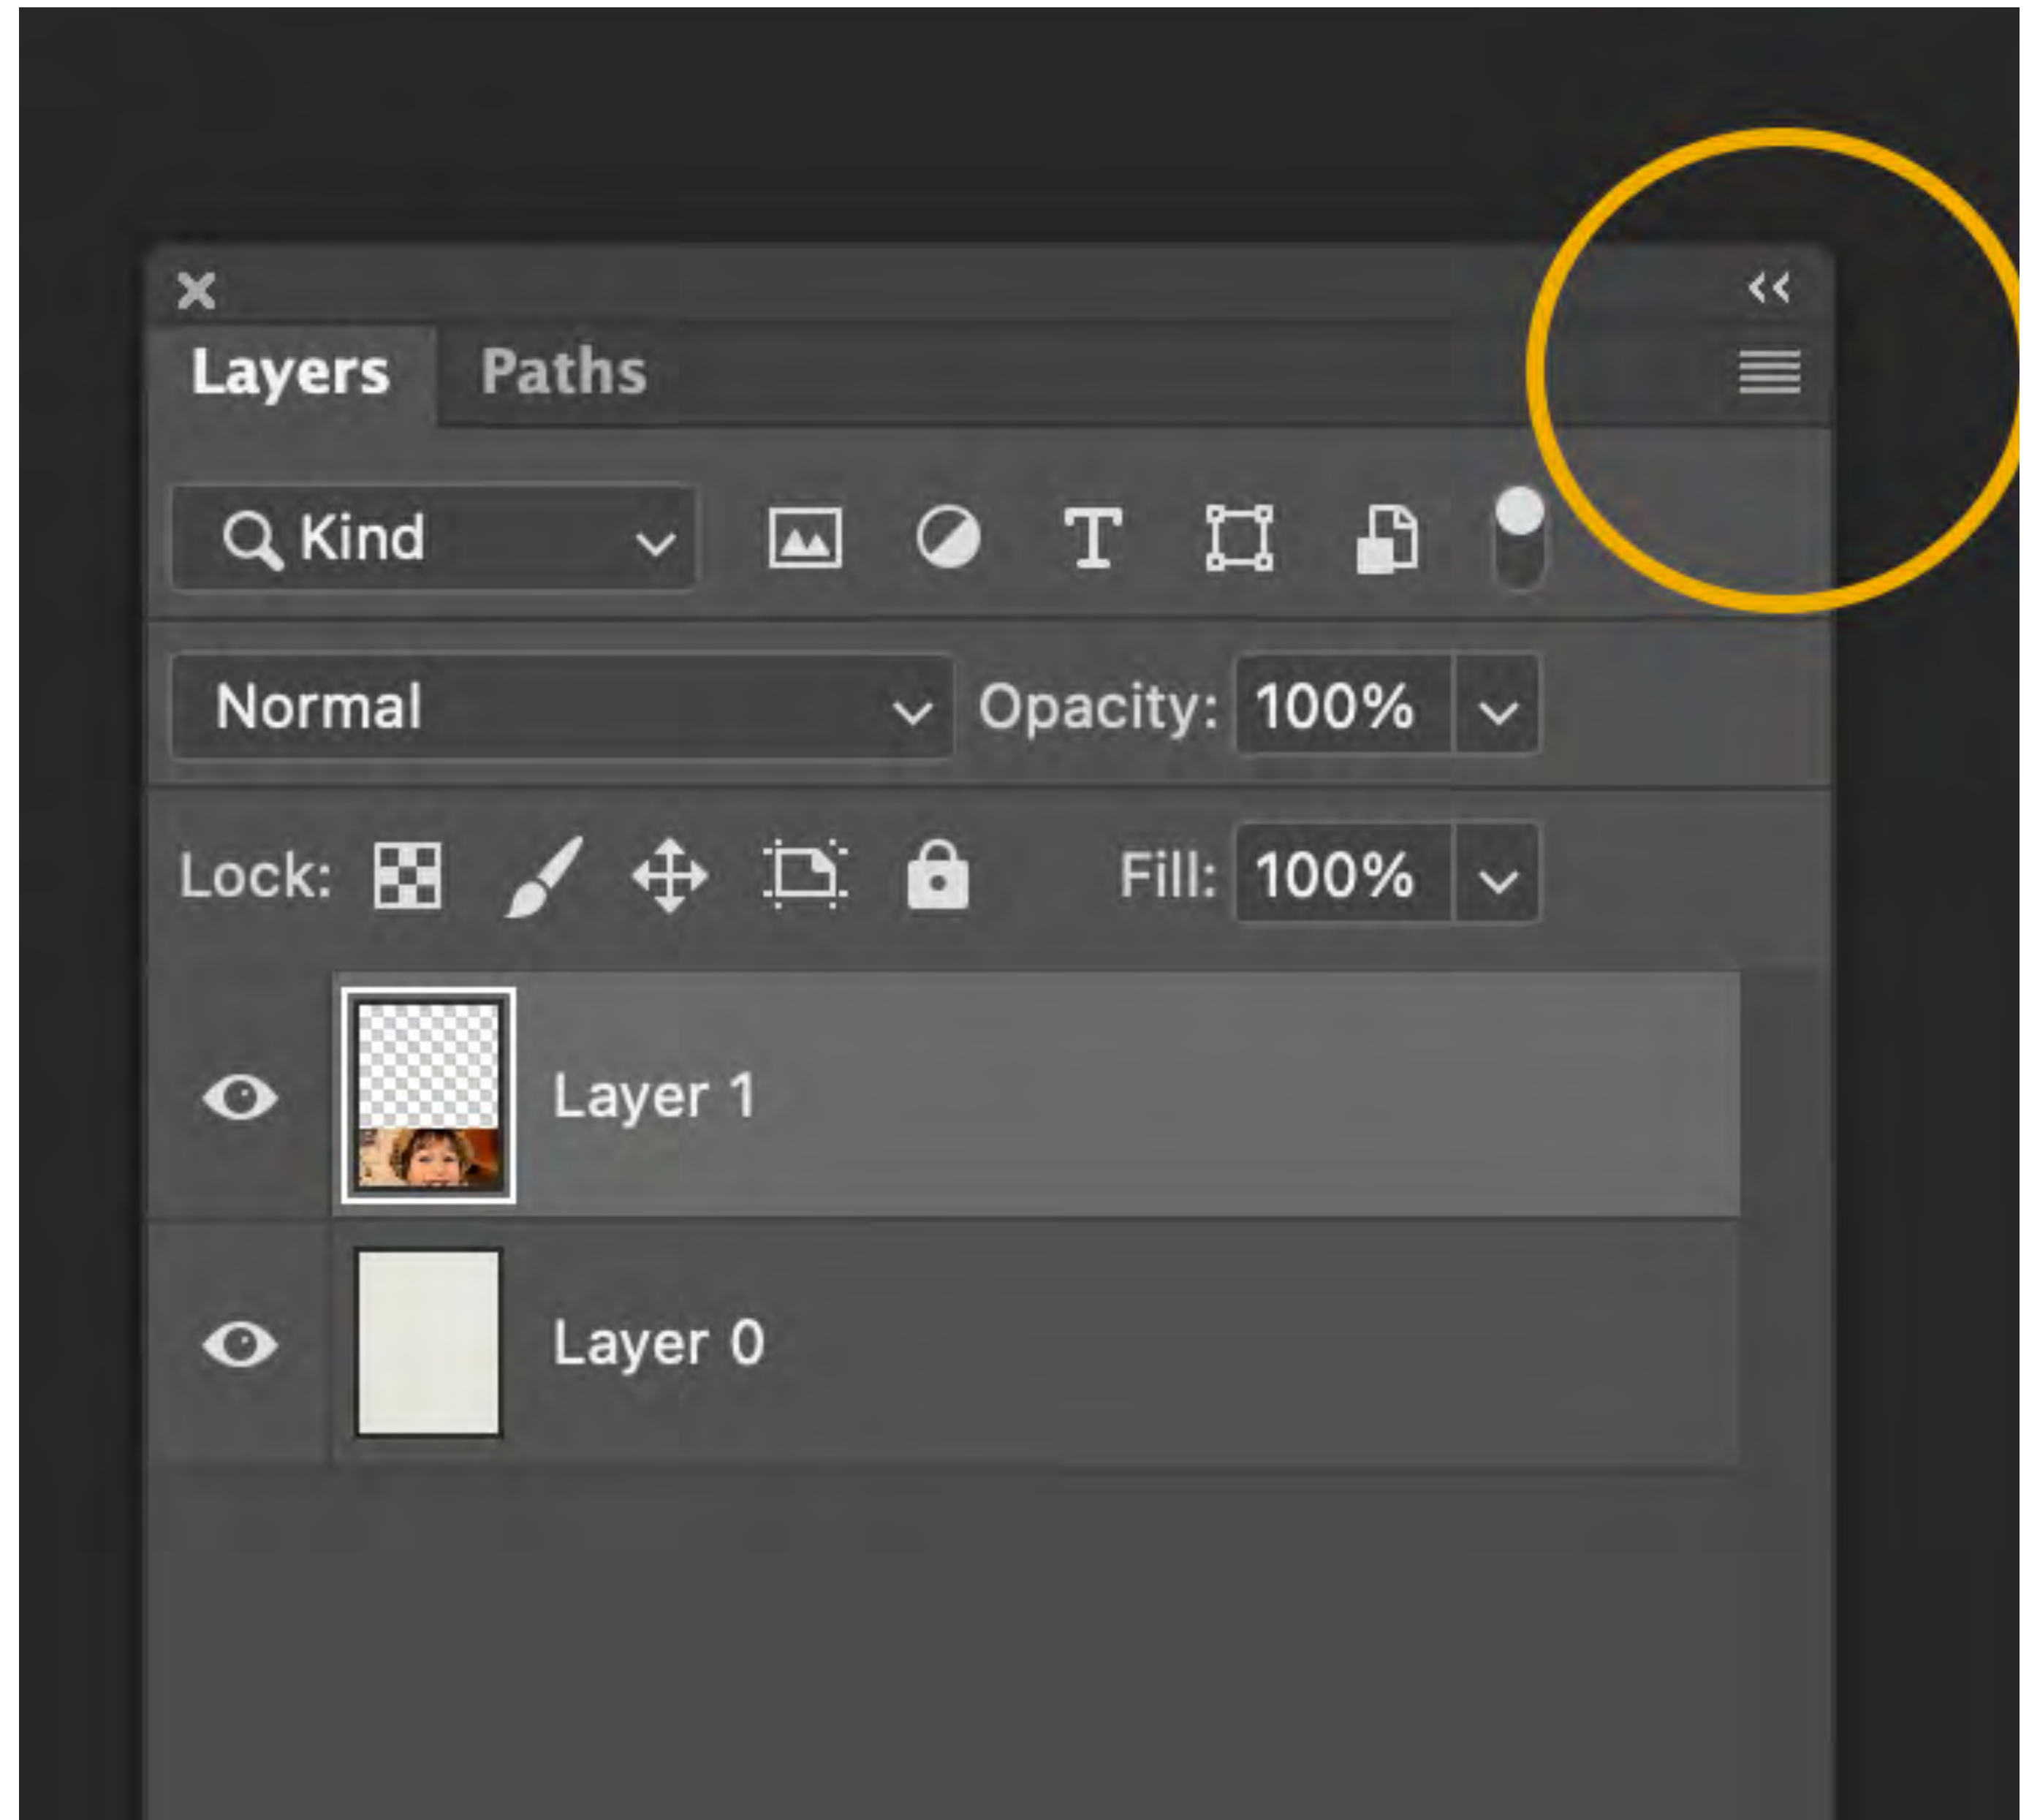 Layers Paths
Kind
Normal Opacity: 100%
Lock: Fill: 100%
Layer 1
Layer 0